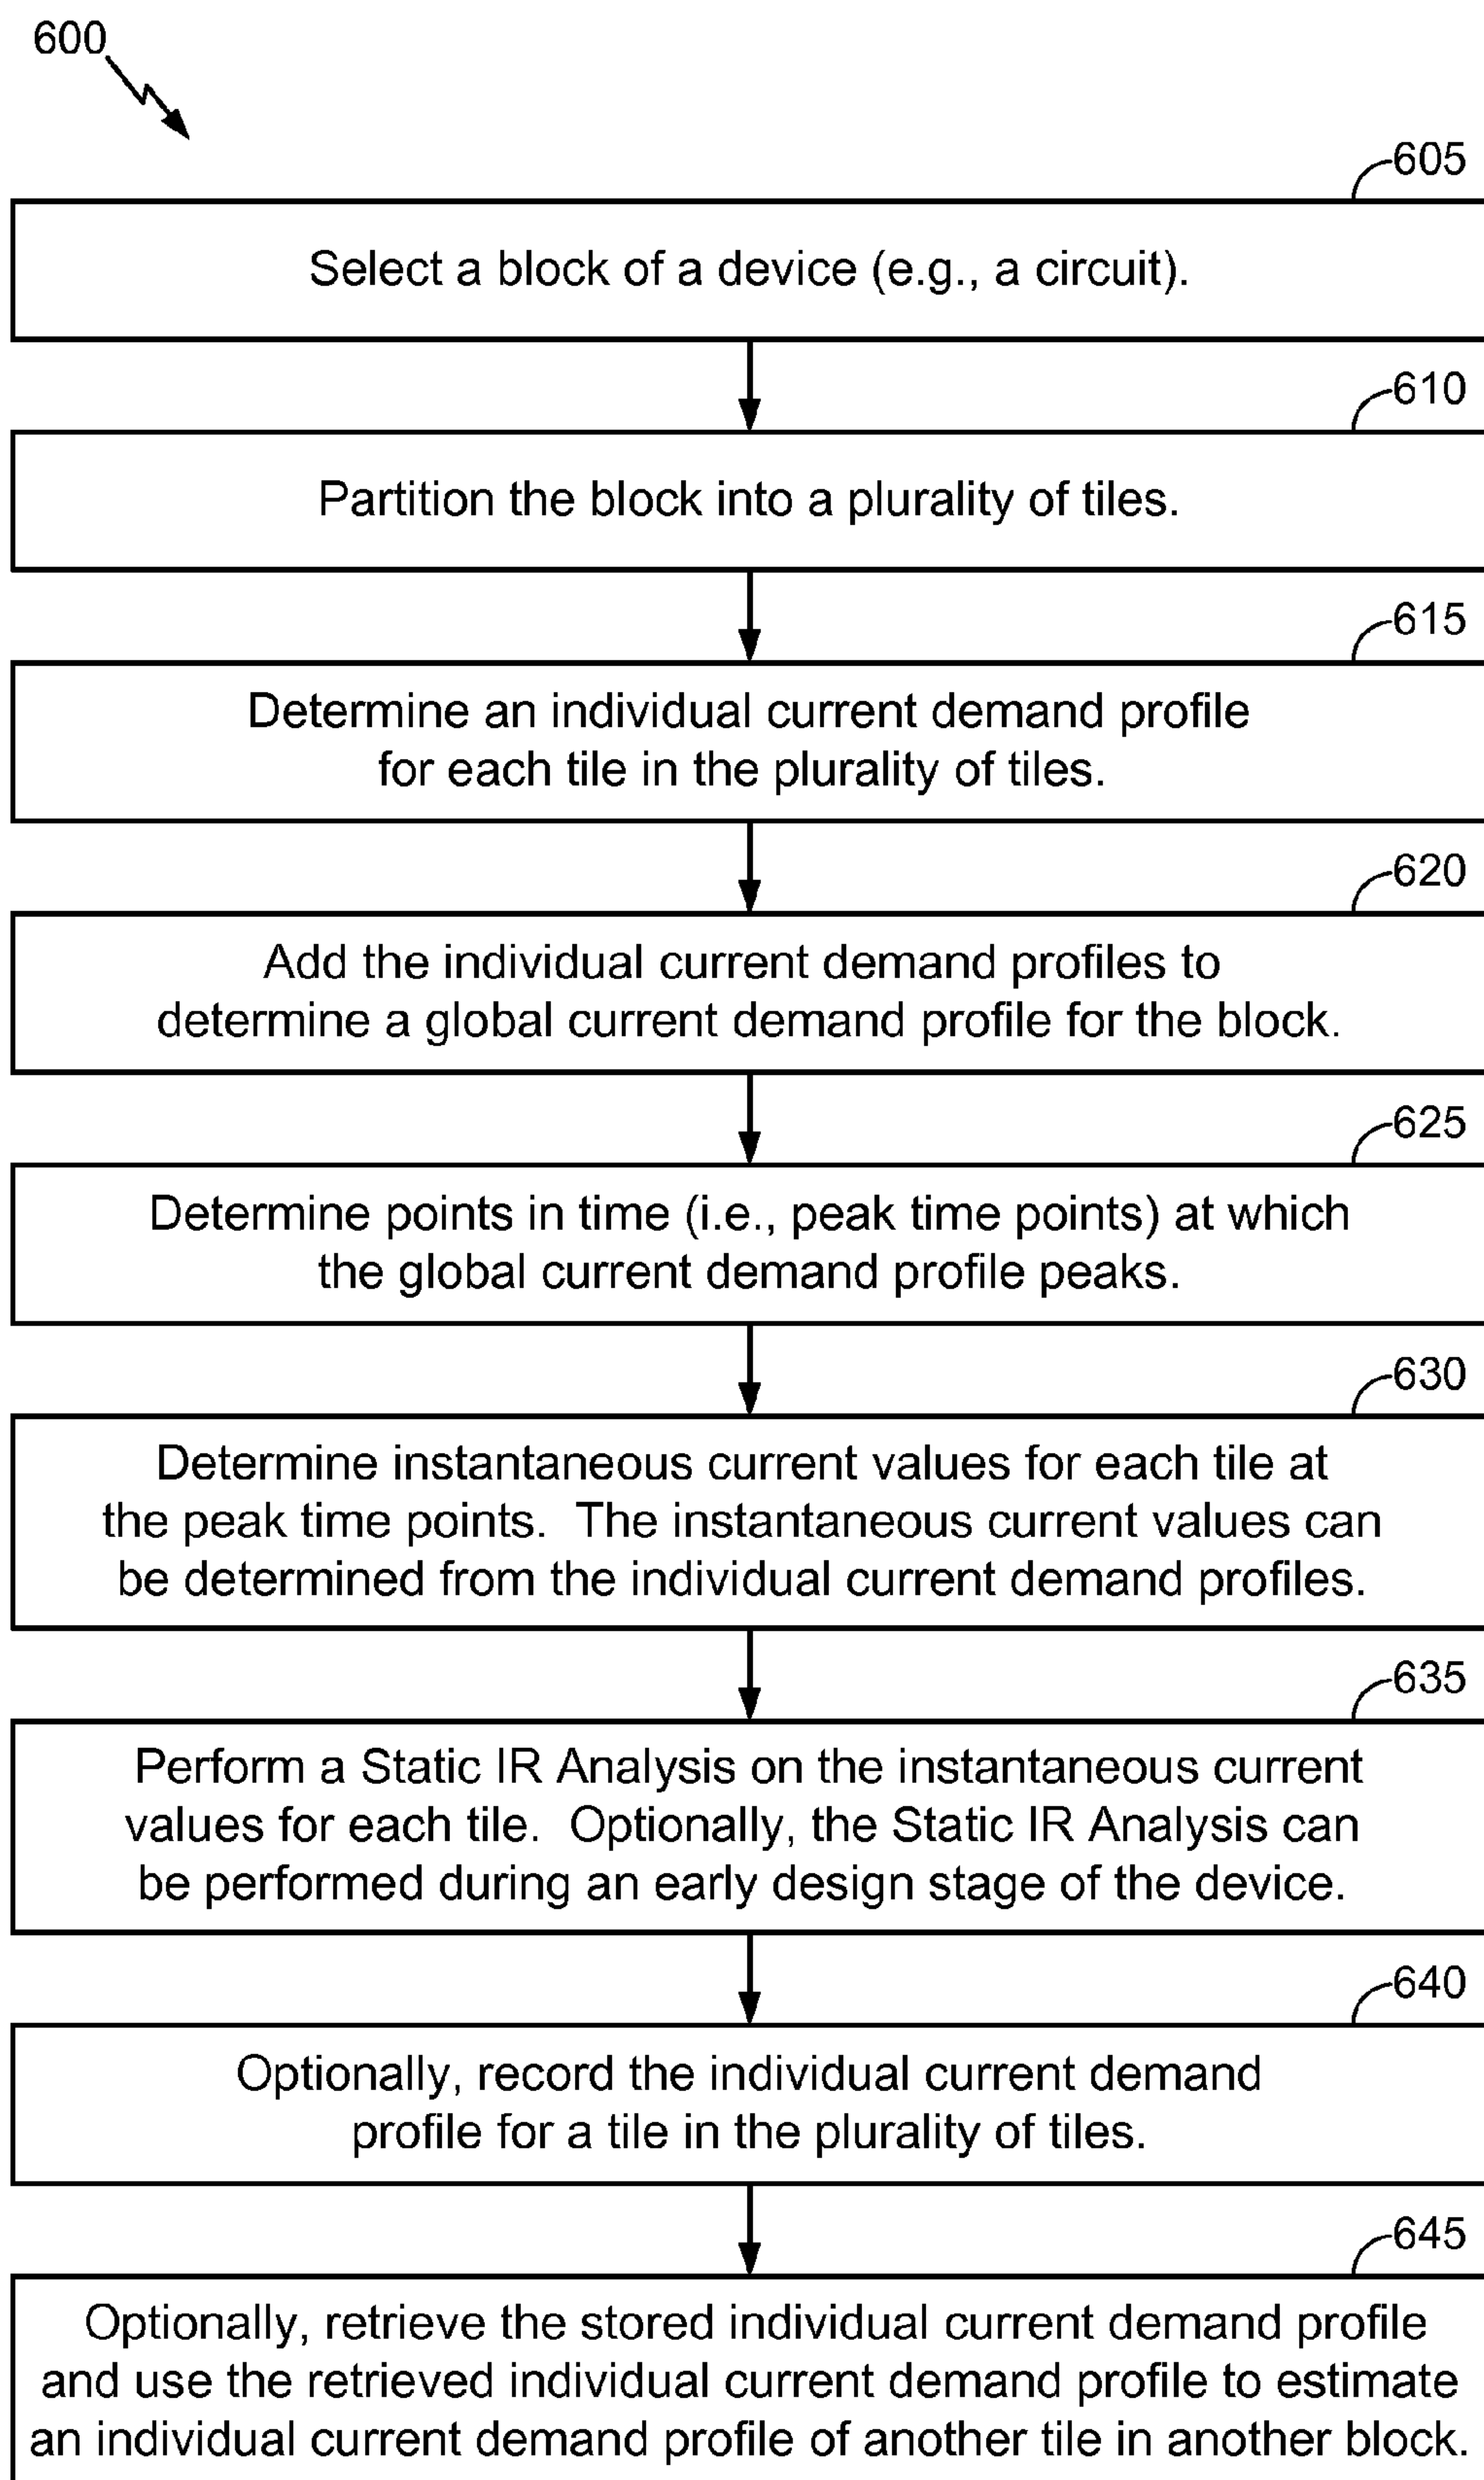 600
605
Select a block of a device (e.g., a circuit).
610
Partition the block into a plurality of tiles.
615
Determine an individual current demand profile
for each tile in the plurality of tiles.
620
Add the individual current demand profiles to
determine a global current demand profile for the block.
625
Determine points in time (i.e., peak time points) at which
the global current demand profile peaks.
630
Determine instantaneous current values for each tile at
the peak time points. The instantaneous current values can
be determined from the individual current demand profiles.
635
Perform a Static IR Analysis on the instantaneous current
values for each tile. Optionally, the Static IR Analysis can
be performed during an early design stage of the device.
640
Optionally, record the individual current demand
profile for a tile in the plurality of tiles.
645
Optionally, retrieve the stored individual current demand profile
and use the retrieved individual current demand profile to estimate
an individual current demand profile of another tile in another block.